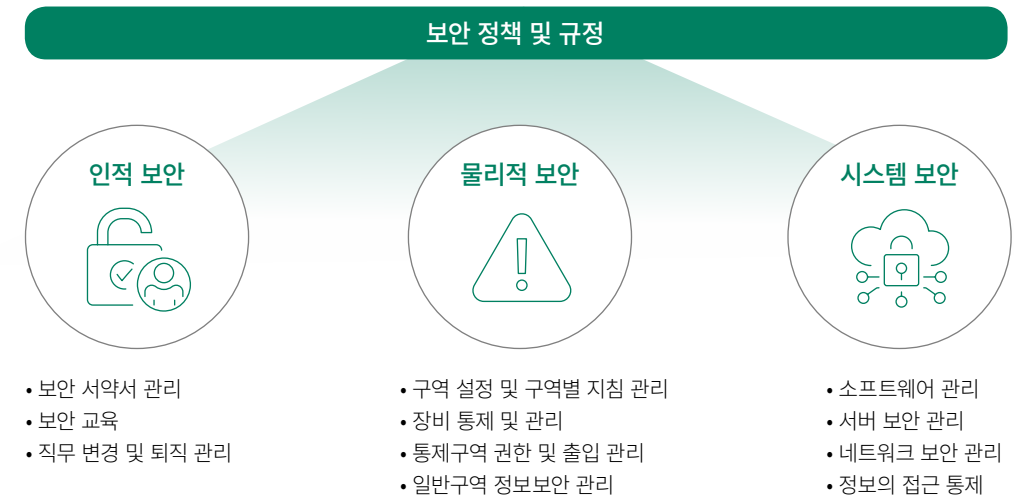 보안 정책 및 규정
인적 보안
물리적 보안
시스템 보안
• 보안 서약서 관리
• 보안 교육
• 직무 변경 및 퇴직 관리
• 구역 설정 및 구역별 지침 관리
• 장비 통제 및 관리
• 통제구역 권한 및 출입 관리
• 일반구역 정보보안 관리
• 소프트웨어 관리
• 서버 보안 관리
• 네트워크 보안 관리
• 정보의 접근 통제